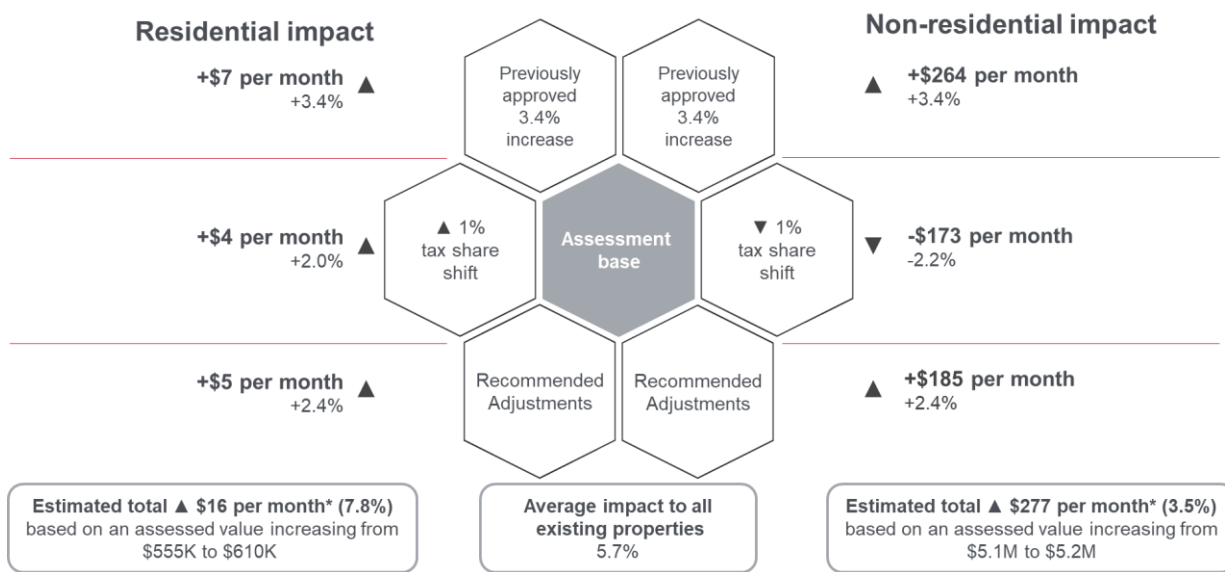 Residential impact
Non-residential impact
+$7 per month ▲
+3.4%
Previously
approved
3.4%
increase
Previously
approved
3.4%
increase
▲ +$264 per month
+3.4%
+$4 per month ▲
+2.0%
▲ 1%
tax share
shift
Assessment
base
▼ 1%
tax share
shift
▼ -$173 per month
-2.2%
+$5 per month ▲
+2.4%
Recommended
Adjustments
Recommended
Adjustments
▲ +$185 per month
+2.4%
Estimated total ▲ $16 per month* (7.8%)
based on an assessed value increasing from
$555K to $610K
Average impact to all
existing properties
5.7%
Estimated total ▲ $277 per month* (3.5%)
based on an assessed value increasing from
$5.1M to $5.2M